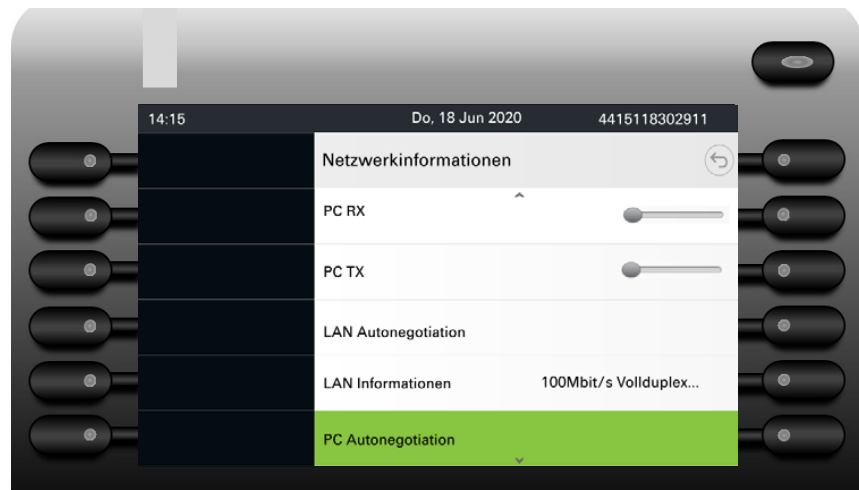 14:15 Do, 18 Jun 2020 4415118302911
Netzwerkinformationen
PC RX
PC TX
LAN Autonegotiation
LAN Informationen 100Mbit/s Vollduplex...
PC Autonegotiation